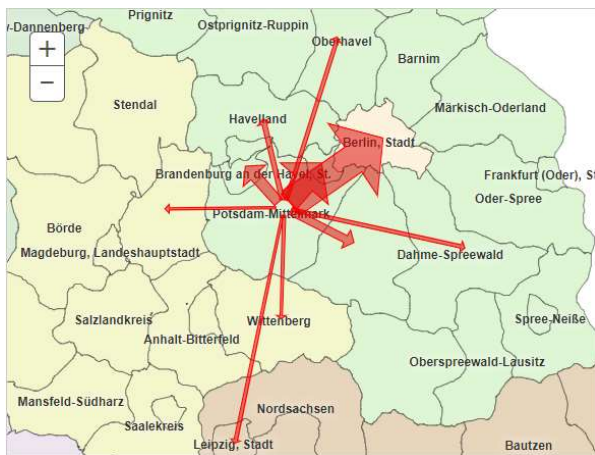 Prignitz
Ostprignitz-Ruppin
w-Dannenberg-
Oberhavel
+
Barnim
−
Stendal
Märkisch-Oderland
Havelland
Berlin, Stadt
Brandenburg an der Havel, St.
Frankfurt (Oder), St
Oder-Spree
Potsdam-Mittelmark
Börde
Magdeburg, Landeshauptstadt
Dahme-Spreewald
Salzlandkreis
Wittenberg
Spree-Neiße
Anhalt-Bitterfeld
Oberspreewald-Lausitz
Mansfeld-Südharz
Nordsachsen
Saalekreis
Leipzig, Stadt
Bautzen